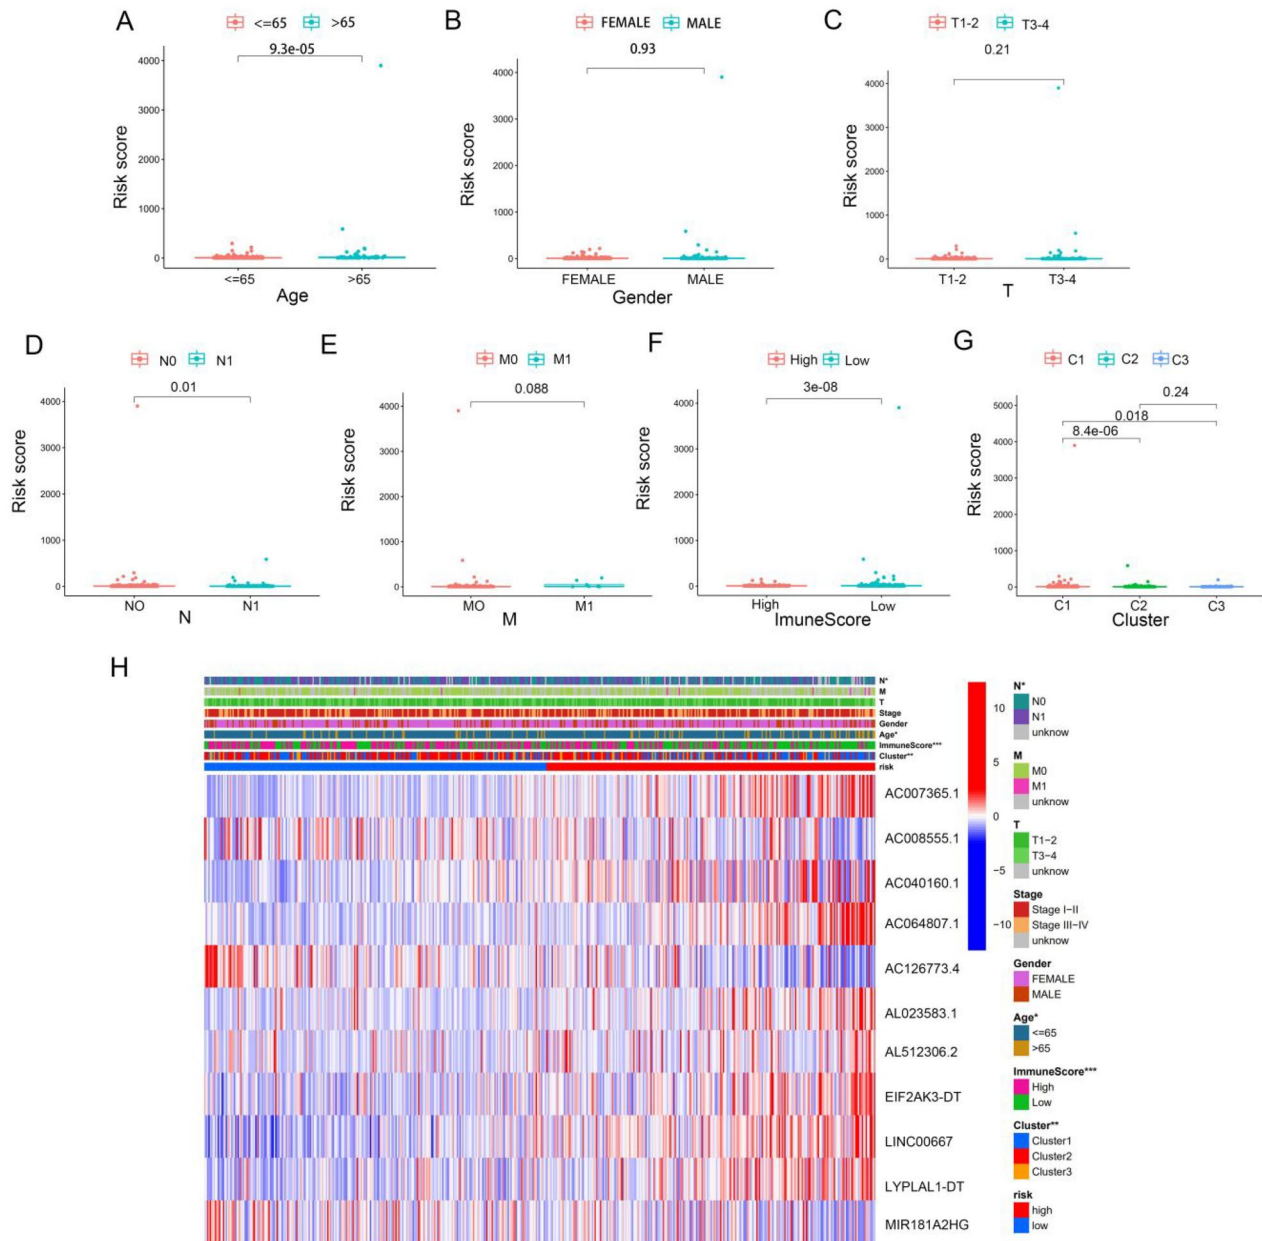 A
<=65 >65
9.3e-05
4000
3000
2000
1000
0
Risk score
<=65 >65
Age
B
FEMALE MALE
0.93
4000
3000
2000
1000
0
Risk score
FEMALE MALE
Gender
C
T1-2 T3-4
0.21
4000
3000
2000
1000
0
Risk score
T1-2 T3-4
T
D
N0 N1
0.01
4000
3000
2000
1000
0
Risk score
NO N1
N
E
M0 M1
0.088
4000
3000
2000
1000
0
Risk score
MO M1
M
F
High Low
3e-08
4000
3000
2000
1000
0
Risk score
High Low
ImuneScore
G
C1 C2 C3
0.24
0.018
8.4e-06
5000
4000
3000
2000
1000
0
Risk score
C1 C2 C3
Cluster
H
N*
M
T
Stage
Gender
Age*
ImmuneScore***
Cluster**
risk
AC007365.1
AC008555.1
AC040160.1
AC064807.1
AC126773.4
AL023583.1
AL512306.2
EIF2AK3-DT
LINC00667
LYPLAL1-DT
MIR181A2HG
10
5
0
−5
−10
N*
N0
N1
unknow
M
M0
M1
unknow
T
T1−2
T3−4
unknow
Stage
Stage I−II
Stage III−IV
unknow
Gender
FEMALE
MALE
Age*
<=65
>65
ImmuneScore***
High
Low
Cluster**
Cluster1
Cluster2
Cluster3
risk
high
low